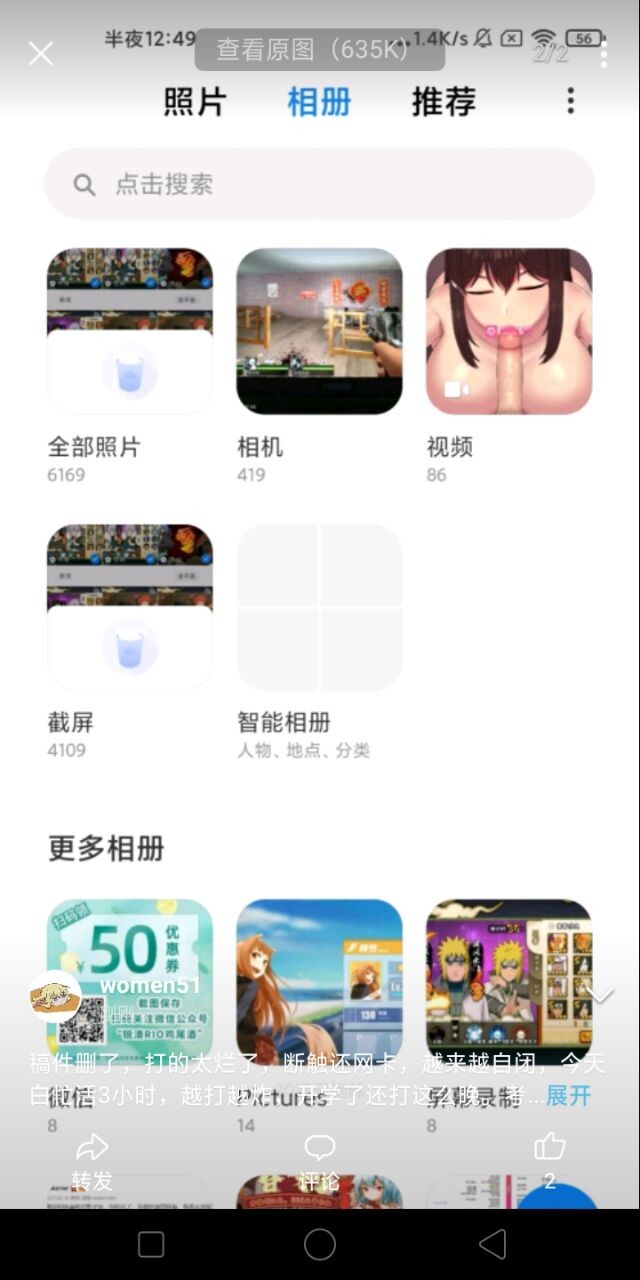 半夜12:49
查看原图（635K）
1.4K/s
56
2/2
照片
相册
推荐
点击搜索
全部照片
6169
相机
419
视频
86
截屏
4109
智能相册
人物、地点、分类
更多相册
扫码领
¥50优惠券
截图保存
关注微信公众号
"锐澳RIO鸡尾酒"
women51
稿件删了，打的太烂了，断触还网卡，越来越自闭，今天
白忙活3小时，越打越炸。开学了还打这么晚。考...展开
微信
8
Pictures
14
屏幕录制
8
转发
评论
2